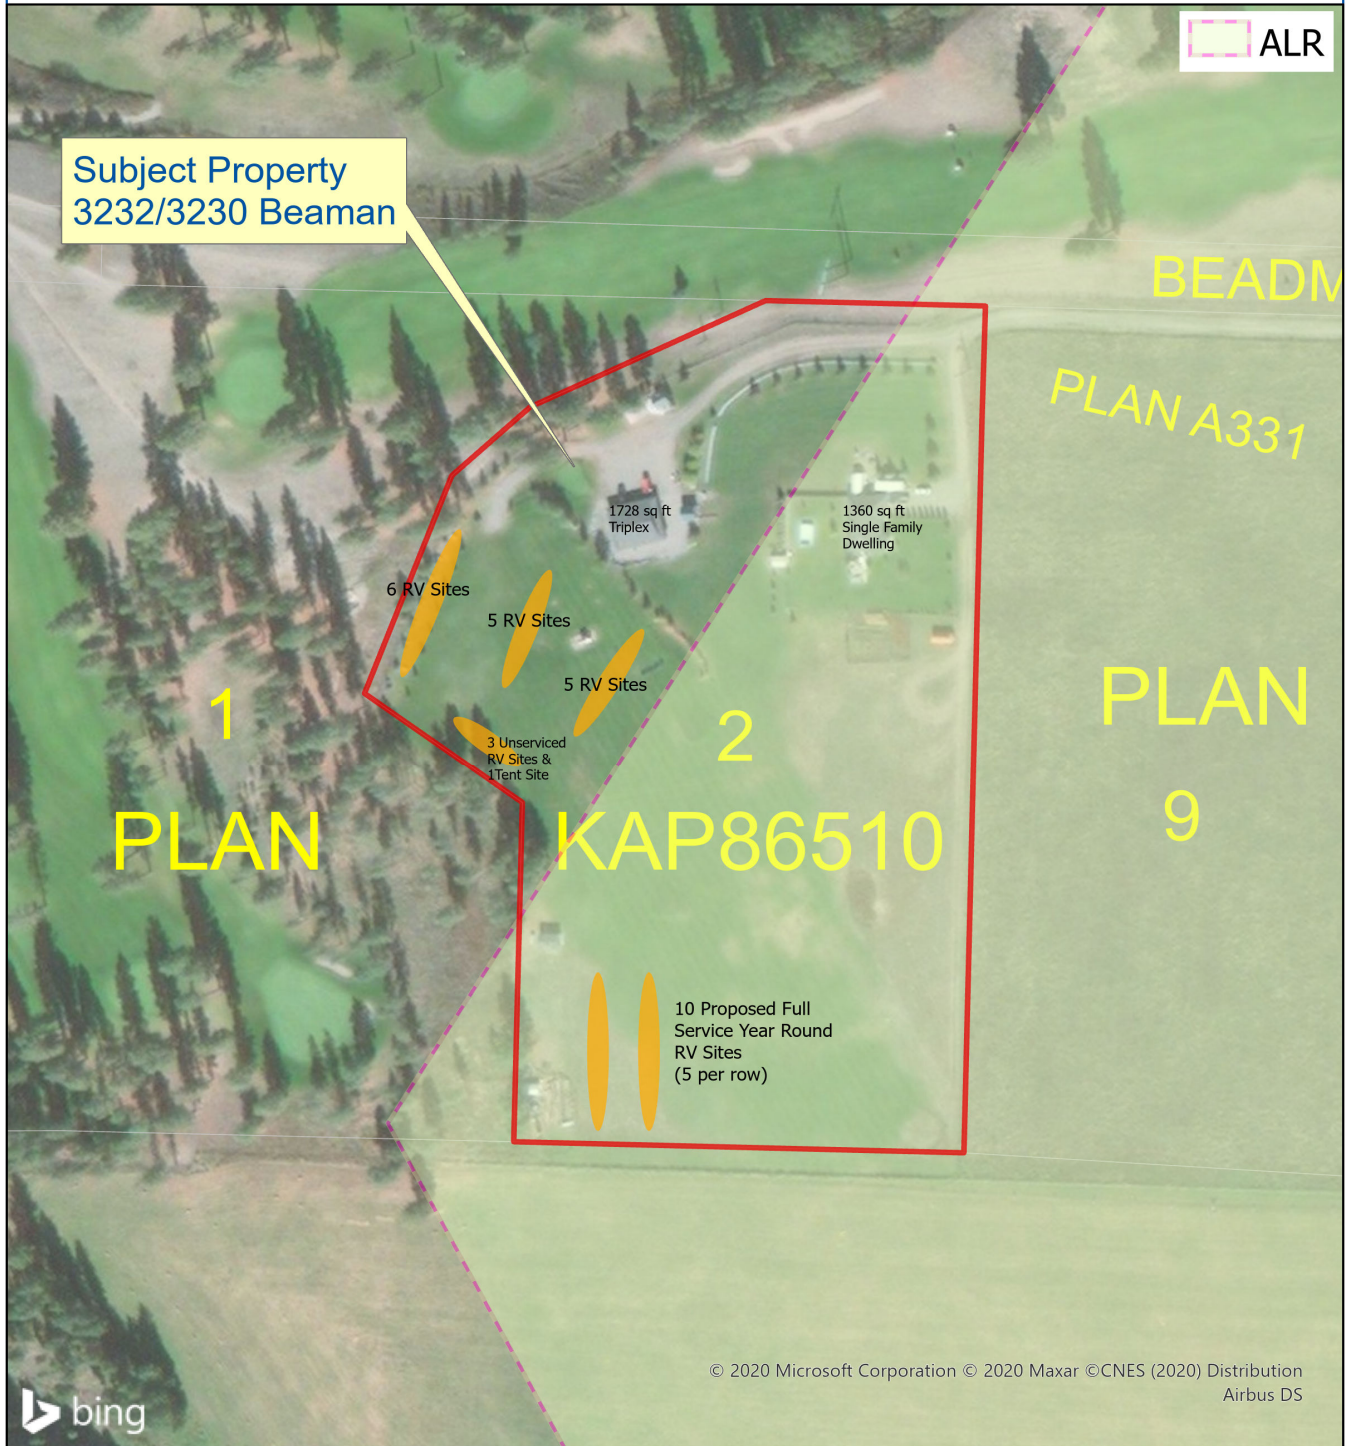 ALR
Subject Property
3232/3230 Beaman
BEADM
PLAN A331
1728 sq ft
Triplex
1360 sq ft
Single Family
Dwelling
6 RV Sites
5 RV Sites
5 RV Sites
3 Unserviced
RV Sites &
1Tent Site
1
PLAN
2
KAP86510
PLAN
9
10 Proposed Full
Service Year Round
RV Sites
(5 per row)
© 2020 Microsoft Corporation © 2020 Maxar ©CNES (2020) Distribution
Airbus DS
bing